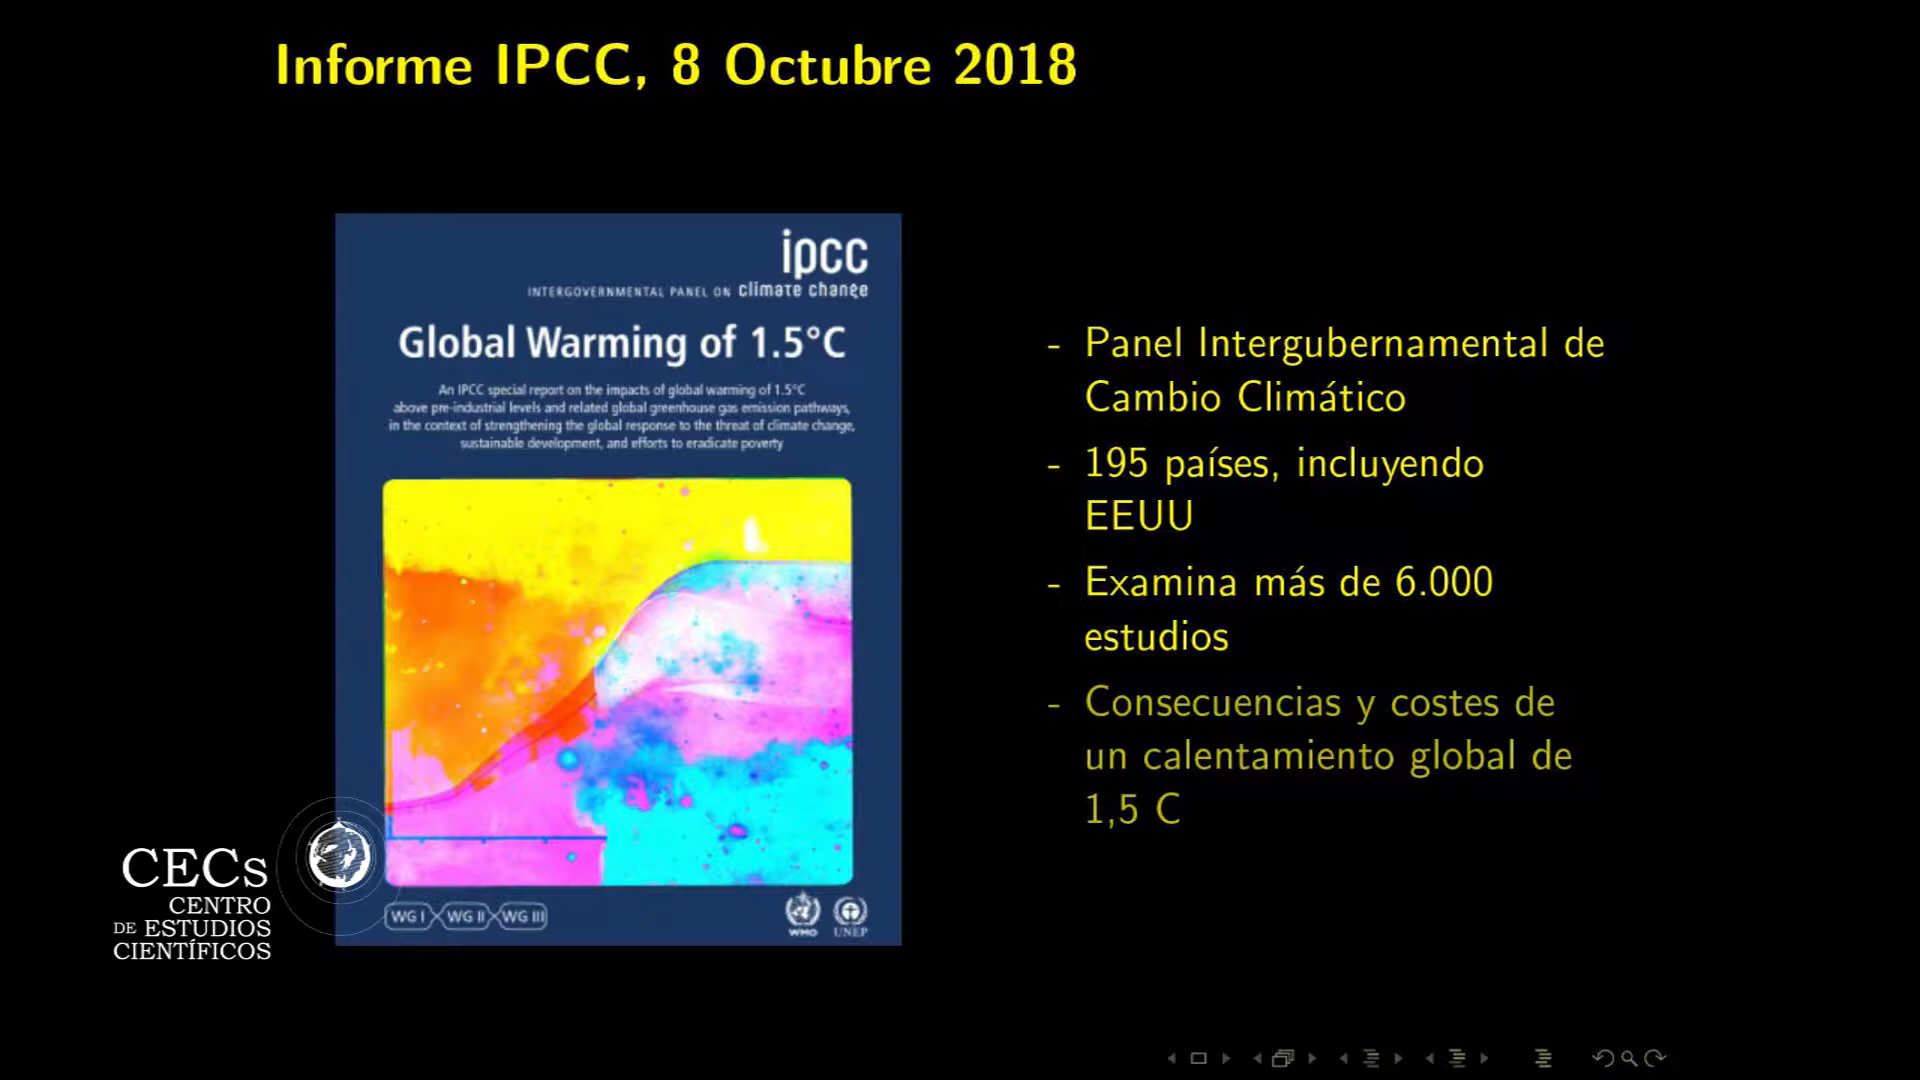 Informe IPCC, 8 Octubre 2018
ipcc
INTERGOVERNMENTAL PANEL ON climate change
Global Warming of 1.5°C
An IPCC special report on the impacts of global warming of 1.5°C
above pre-industrial levels and related global greenhouse gas emission pathways,
in the context of strengthening the global response to the threat of climate change,
sustainable development, and efforts to eradicate poverty
WG I WG II WG III
WMO UNEP
- Panel Intergubernamental de
Cambio Climático
- 195 países, incluyendo
EEUU
- Examina más de 6.000
estudios
- Consecuencias y costes de
un calentamiento global de
1,5 C
CECs
CENTRO
DE ESTUDIOS
CIENTÍFICOS